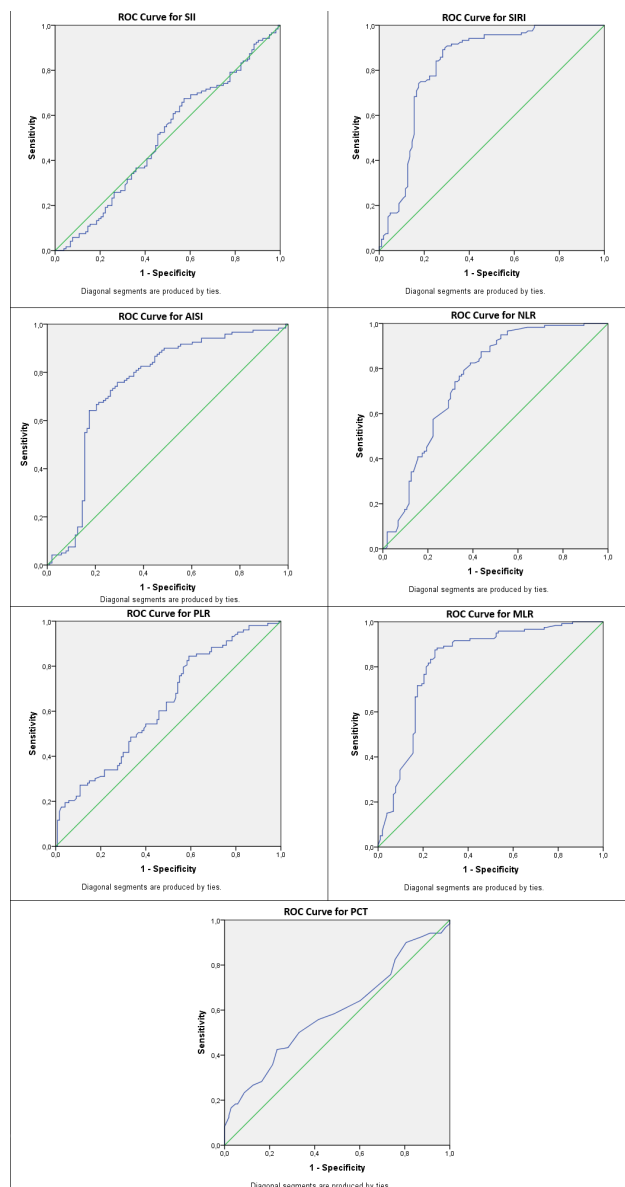 ROC Curve for SII
1,0
0,8
0,6
0,4
0,2
0,0
Sensitivity
0,0 0,2 0,4 0,6 0,8 1,0
1 - Specificity
Diagonal segments are produced by ties.
ROC Curve for SIRI
1,0
0,8
0,6
0,4
0,2
0,0
Sensitivity
0,0 0,2 0,4 0,6 0,8 1,0
1 - Specificity
Diagonal segments are produced by ties.
ROC Curve for AISI
1,0
0,8
0,6
0,4
0,2
0,0
Sensitivity
0,0 0,2 0,4 0,6 0,8 1,0
1 - Specificity
Diagonal segments are produced by ties.
ROC Curve for NLR
1,0
0,8
0,6
0,4
0,2
0,0
Sensitivity
0,0 0,2 0,4 0,6 0,8 1,0
1 - Specificity
Diagonal segments are produced by ties.
ROC Curve for PLR
1,0
0,8
0,6
0,4
0,2
0,0
Sensitivity
0,0 0,2 0,4 0,6 0,8 1,0
1 - Specificity
Diagonal segments are produced by ties.
ROC Curve for MLR
1,0
0,8
0,6
0,4
0,2
0,0
Sensitivity
0,0 0,2 0,4 0,6 0,8 1,0
1 - Specificity
Diagonal segments are produced by ties.
ROC Curve for PCT
1,0
0,8
0,6
0,4
0,2
0,0
Sensitivity
0,0 0,2 0,4 0,6 0,8 1,0
1 - Specificity
Diagonal segments are produced by ties.